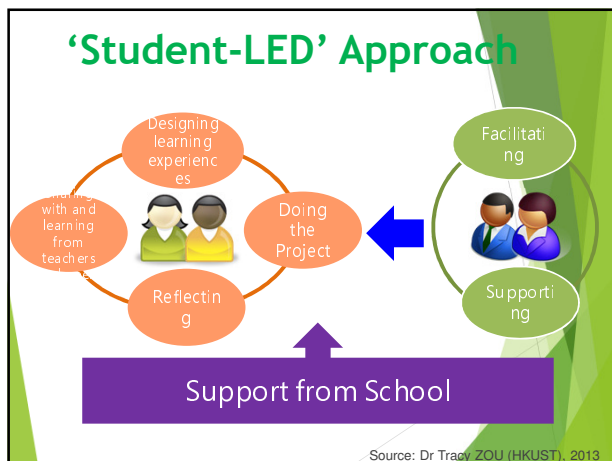 ‘Student-LED’ Approach
Designing
learning
experienc
es
Facilitati
ng
with and
learning
from
teachers
Doing
the
Project
Reflectin
g
Supporti
ng
Support from School
Source: Dr Tracy ZOU (HKUST), 2013